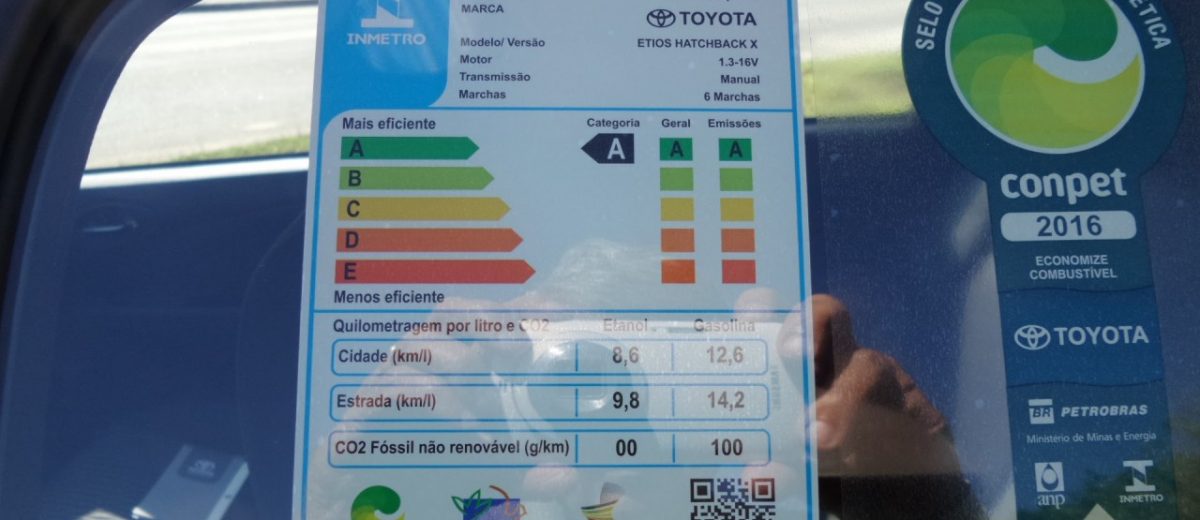 INMETRO
MARCA
TOYOTA
Modelo/ Versão
ETIOS HATCHBACK X
Motor
1.3-16V
Transmissão
Manual
Marchas
6 Marchas
Mais eficiente
Categoria Geral Emissões
A A A A
B
C
D
E
Menos eficiente
Quilometragem por litro e CO2 Etanol Gasolina
Cidade (km/l) 8,6 12,6
Estrada (km/l) 9,8 14,2
CO2 Fóssil não renovável (g/km) 00 100
SELO
ÉTICA
conpet
2016
ECONOMIZE
COMBUSTÍVEL
TOYOTA
BR PETROBRAS
Ministério de Minas e Energia
anp
INMETRO